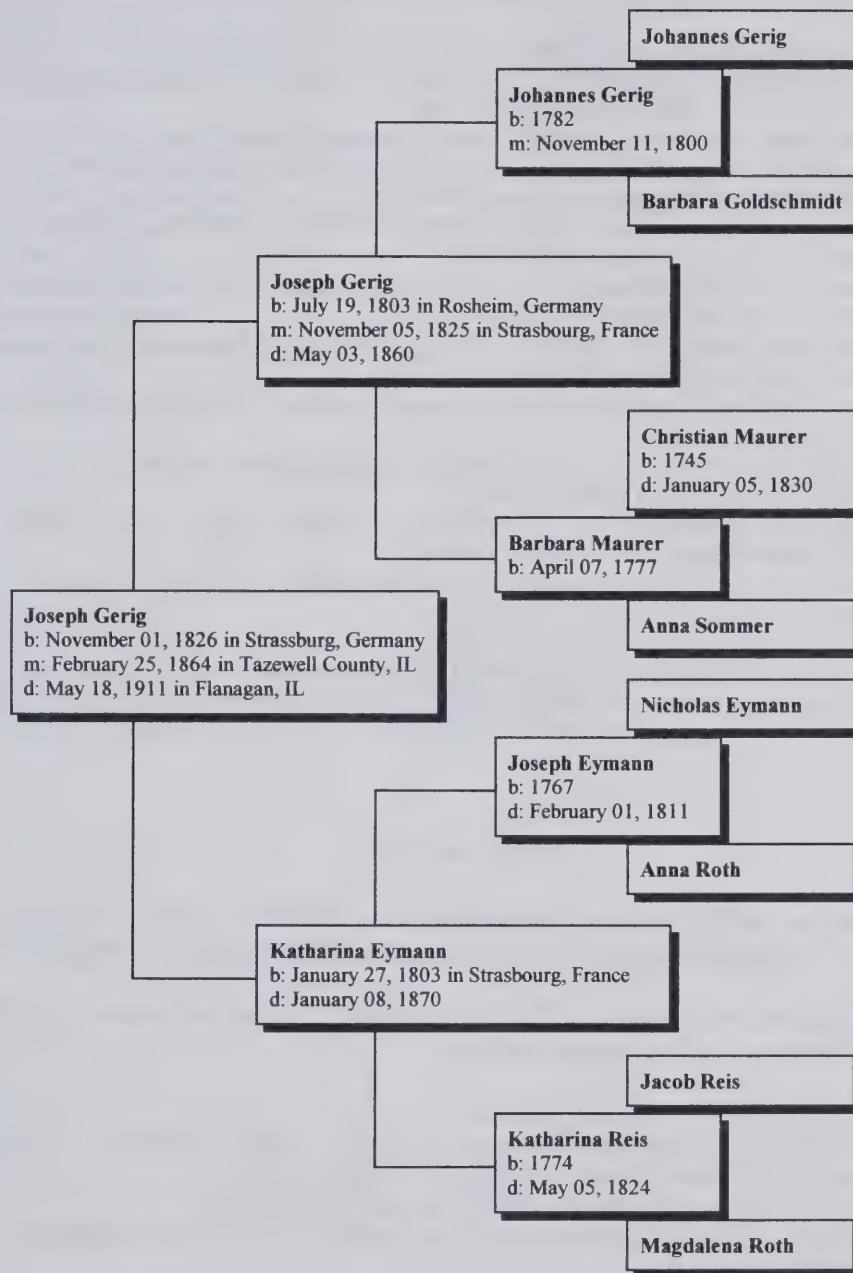 Johannes Gerig
Johannes Gerig
b: 1782
m: November 11, 1800
Barbara Goldschmidt
Joseph Gerig
b: July 19, 1803 in Rosheim, Germany
m: November 05, 1825 in Strasbourg, France
d: May 03, 1860
Christian Maurer
b: 1745
d: January 05, 1830
Barbara Maurer
b: April 07, 1777
Anna Sommer
Joseph Gerig
b: November 01, 1826 in Strassburg, Germany
m: February 25, 1864 in Tazewell County, IL
d: May 18, 1911 in Flanagan, IL
Nicholas Eymann
Joseph Eymann
b: 1767
d: February 01, 1811
Anna Roth
Katharina Eymann
b: January 27, 1803 in Strasbourg, France
d: January 08, 1870
Jacob Reis
Katharina Reis
b: 1774
d: May 05, 1824
Magdalena Roth